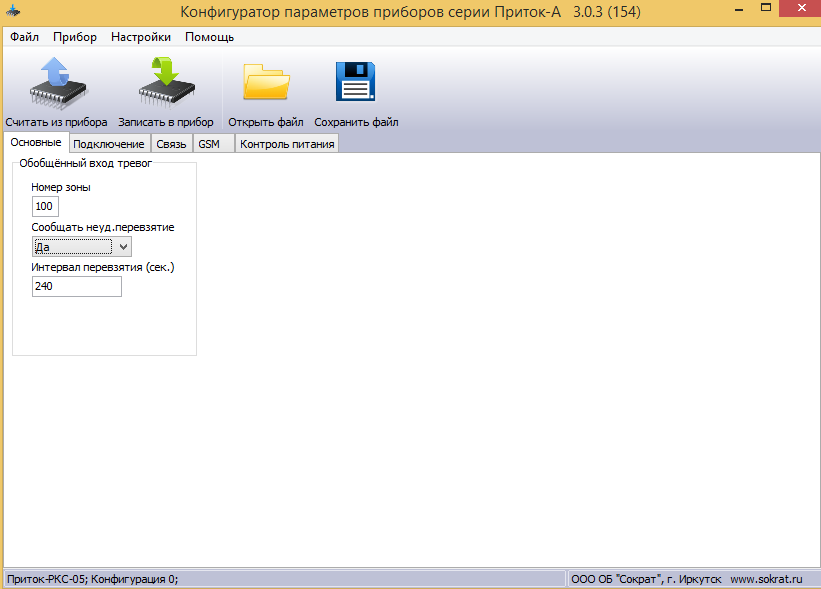 Конфигуратор параметров приборов серии Приток-А 3.0.3 (154)
Файл Прибор Настройки Помощь
Считать из прибора Записать в прибор Открыть файл Сохранить файл
Основные Подключение Связь GSM Контроль питания
Обобщённый вход тревог
Номер зоны
100
Сообщать неуд.перевзятие
Да
Интервал перевзятия (сек.)
240
Приток-РКС-05; Конфигурация 0; ООО ОБ "Сократ", г. Иркутск www.sokrat.ru